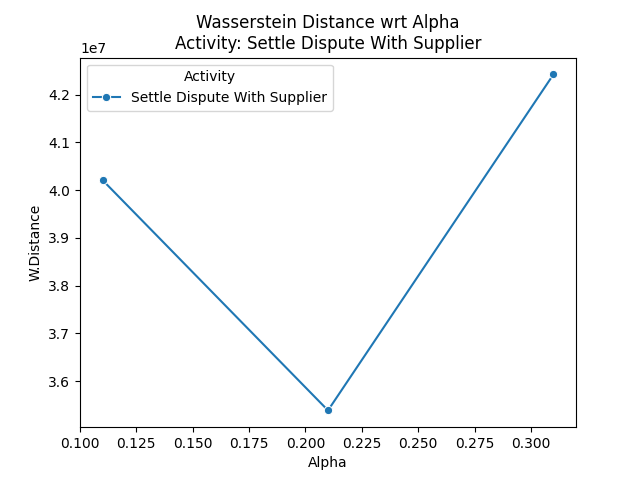 Wasserstein Distance wrt Alpha
Activity: Settle Dispute With Supplier
1e7
Activity
Settle Dispute With Supplier
4.2
4.1
4.0
3.9
3.8
3.7
3.6
W.Distance
0.100 0.125 0.150 0.175 0.200 0.225 0.250 0.275 0.300
Alpha